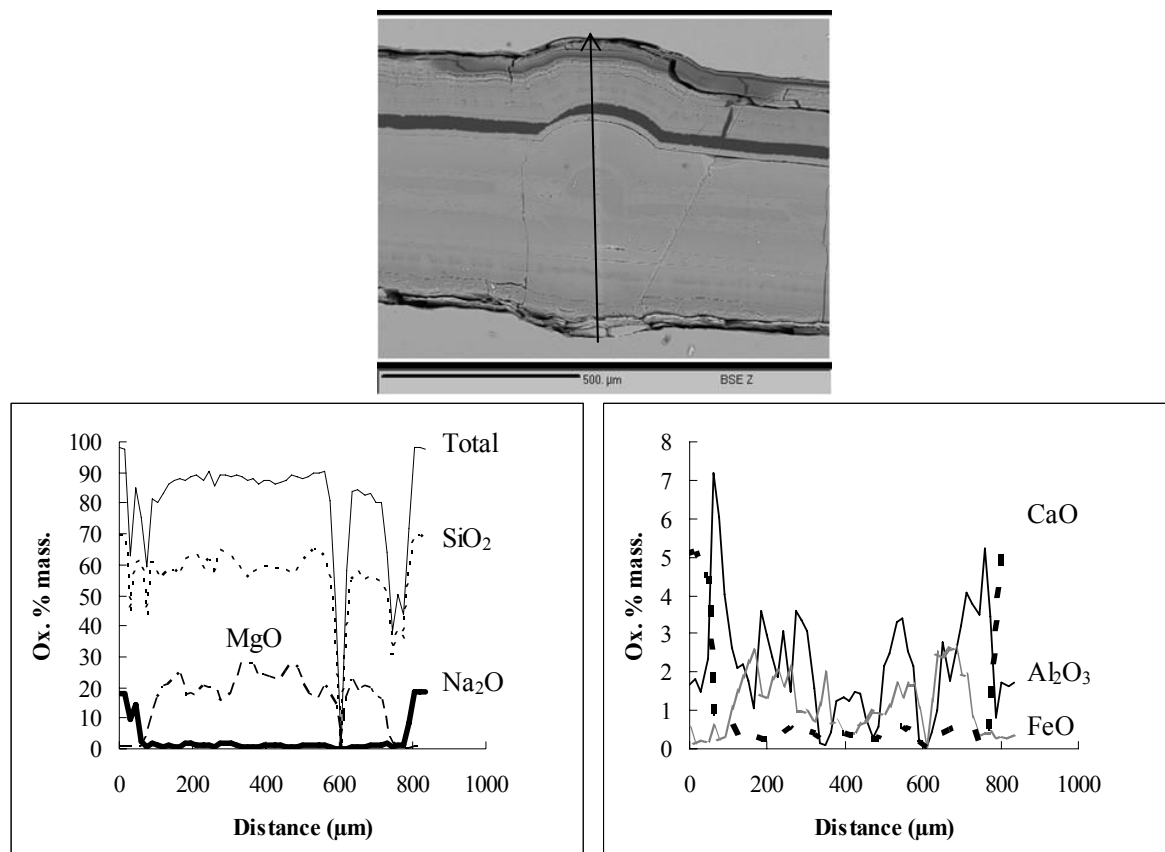 500. µm BSE Z
100
90
80
70
60
50
40
30
20
10
0
Ox. % mass.
Total
SiO₂
MgO
Na₂O
0 200 400 600 800 1000
Distance (µm)
8
7
6
5
4
3
2
1
0
Ox. % mass.
CaO
Al₂O₃
FeO
0 200 400 600 800 1000
Distance (µm)